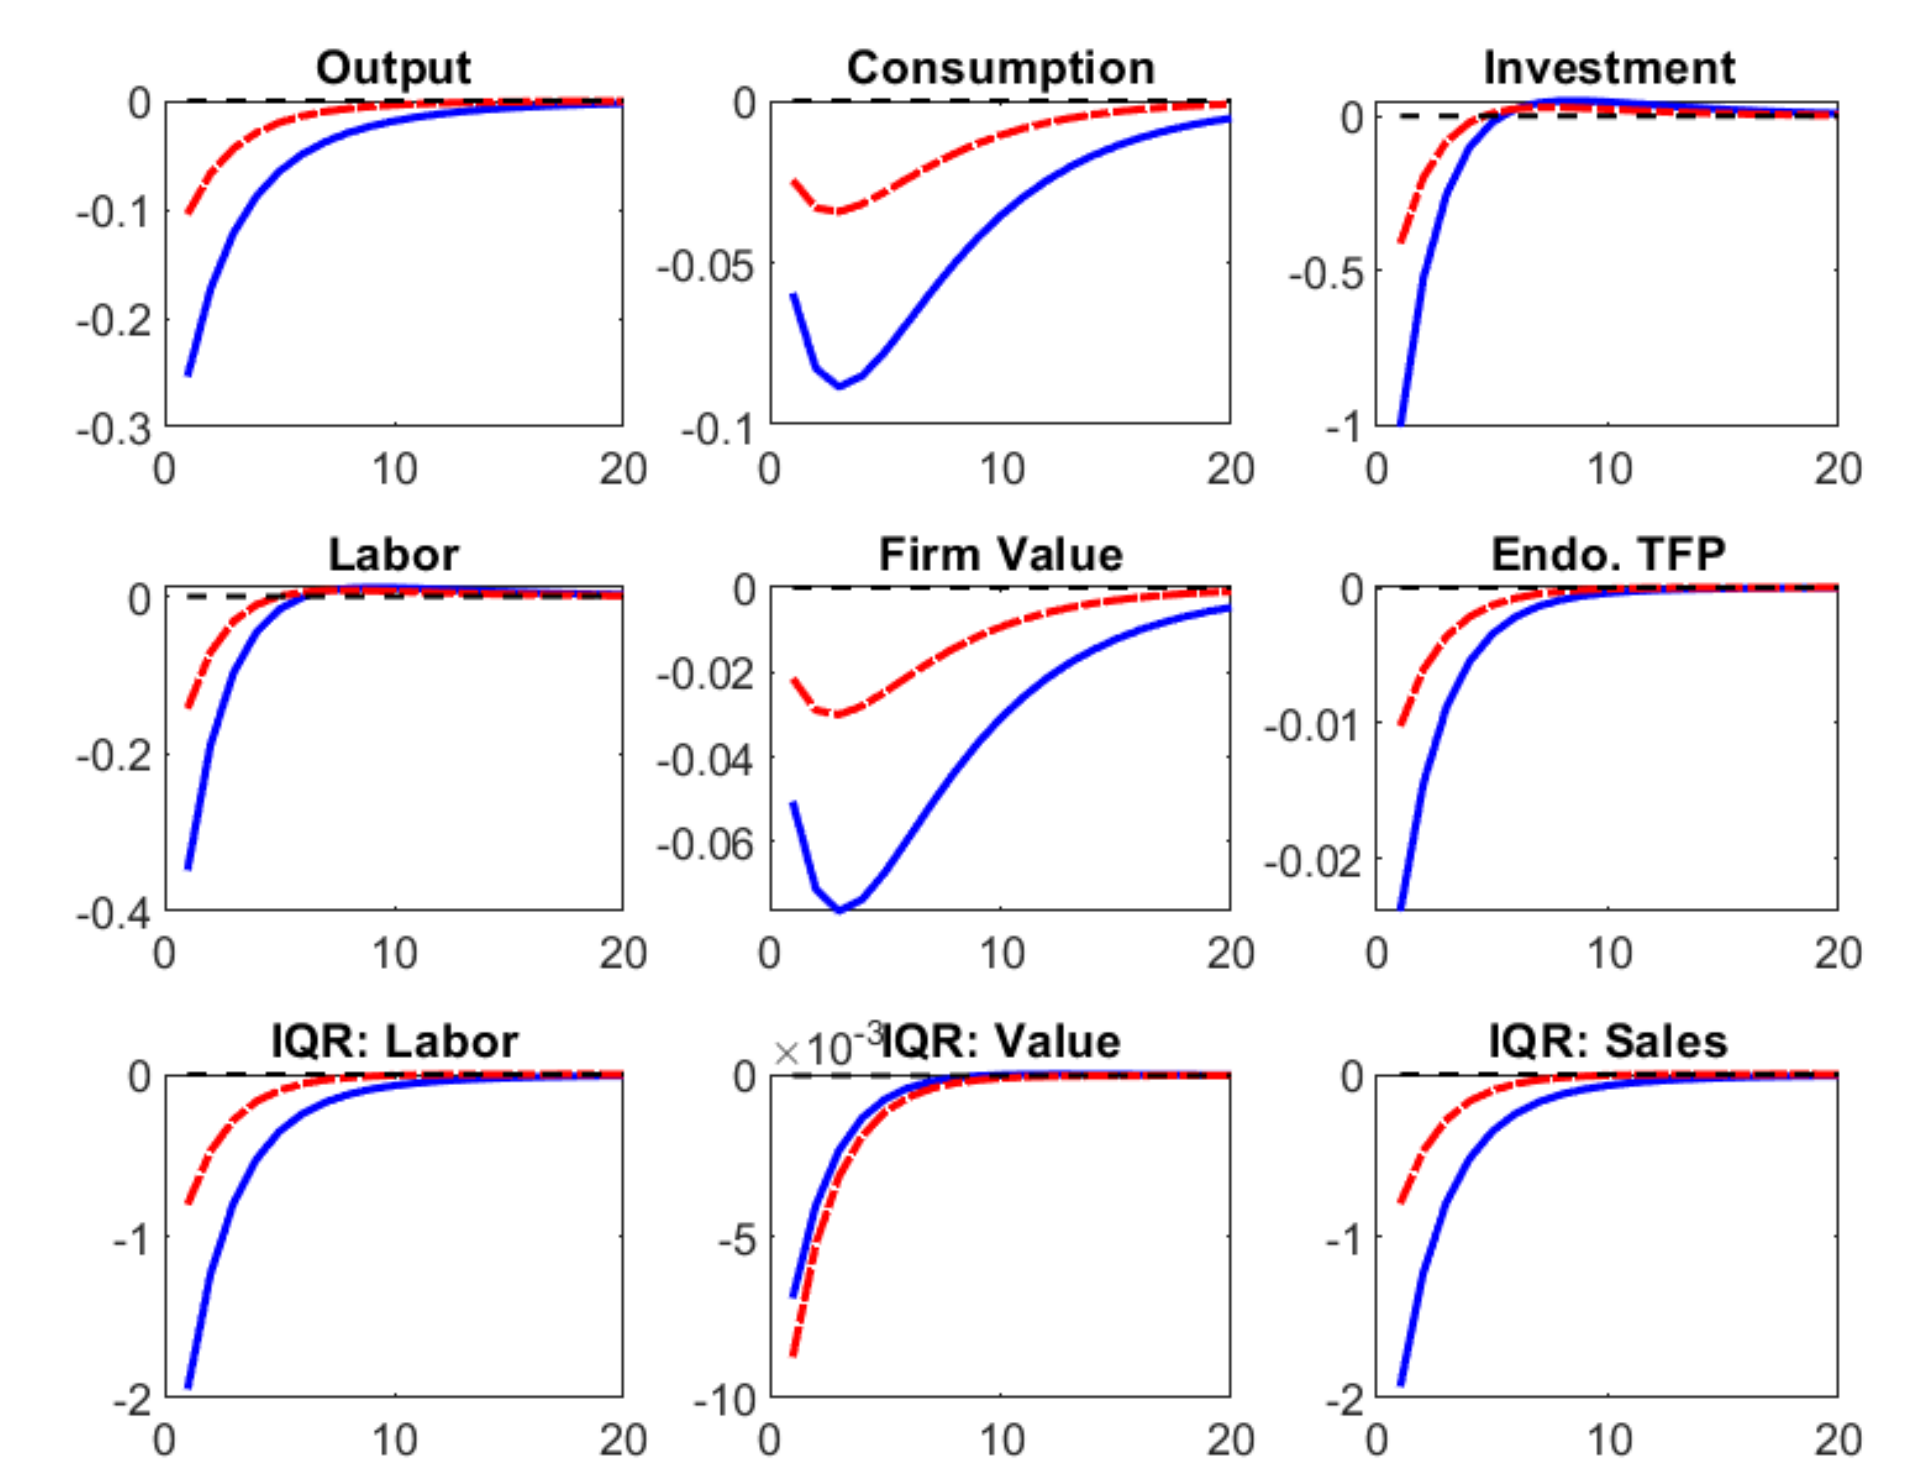 Output Consumption Investment
0 0 0
-0.1 -0.05 -0.5
-0.2
-0.3 -0.1 -1
0 10 20 0 10 20 0 10 20
Labor Firm Value Endo. TFP
0 0 0
-0.2 -0.02 -0.01
-0.04
-0.06 -0.02
-0.4
0 10 20 0 10 20 0 10 20
IQR: Labor ×10-3 IQR: Value IQR: Sales
0 0 0
-1 -5 -1
-2 -10 -2
0 10 20 0 10 20 0 10 20